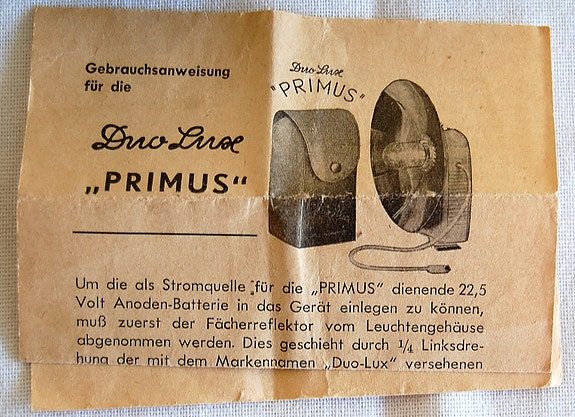 Gebrauchsanweisung
für die
Duo Lux
„PRIMUS“
Duo Lux
"PRIMUS"
Um die als Stromquelle für die „PRIMUS“ dienende 22,5
Volt Anoden-Batterie in das Gerät einlegen zu können,
muß zuerst der Fächerreflektor vom Leuchtengehäuse
abgenommen werden. Dies geschieht durch ¼ Linksdre-
hung der mit dem Markennamen „Duo-Lux“ versehenen